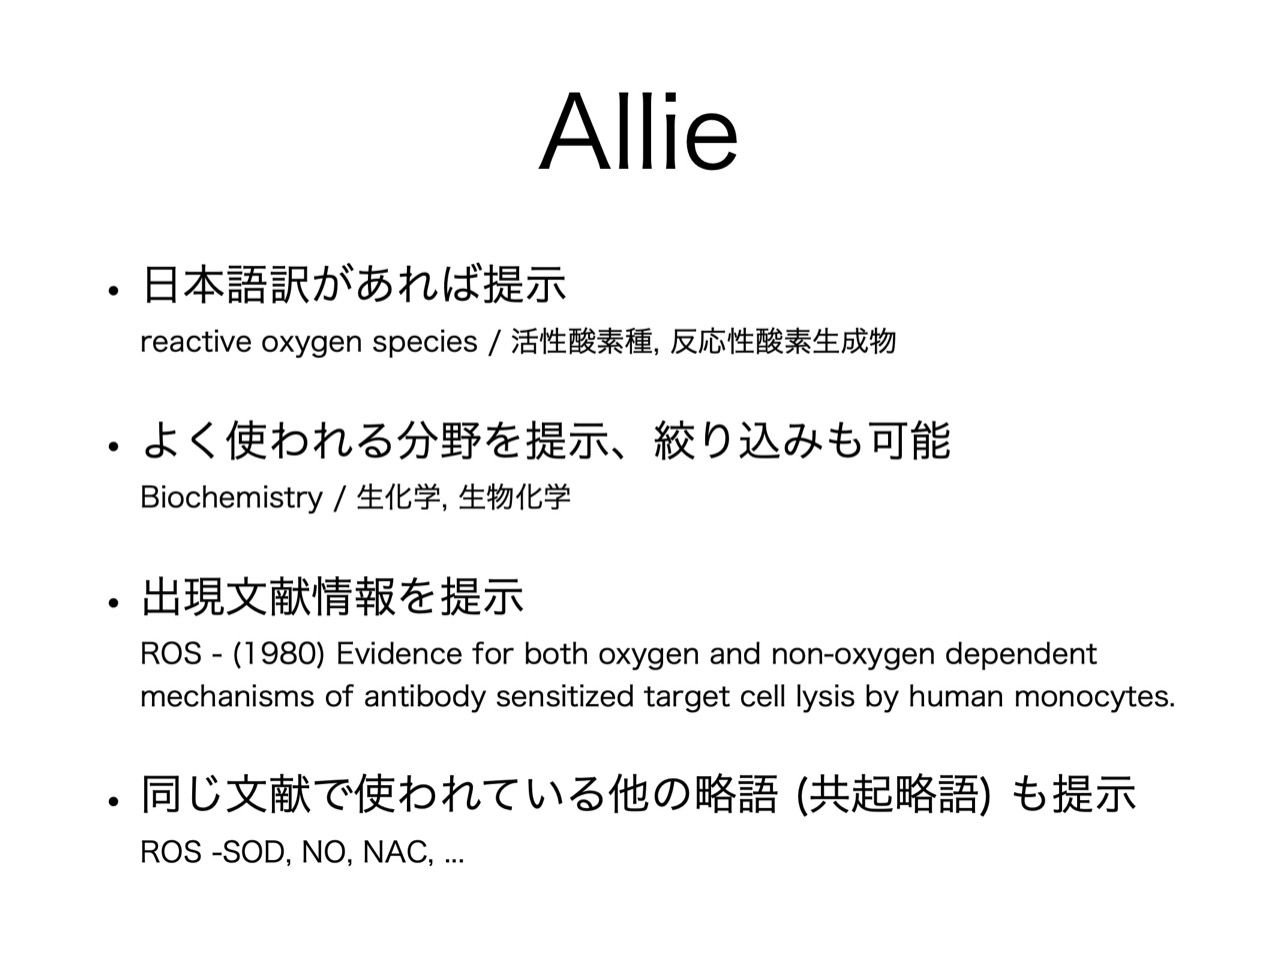 Allie
• 日本語訳があれば提示
reactive oxygen species / 活性酸素種, 反応性酸素生成物
• よく使われる分野を提示、絞り込みも可能
Biochemistry / 生化学, 生物化学
• 出現文献情報を提示
ROS - (1980) Evidence for both oxygen and non-oxygen dependent
mechanisms of antibody sensitized target cell lysis by human monocytes.
• 同じ文献で使われている他の略語 (共起略語) も提示
ROS -SOD, NO, NAC, ...